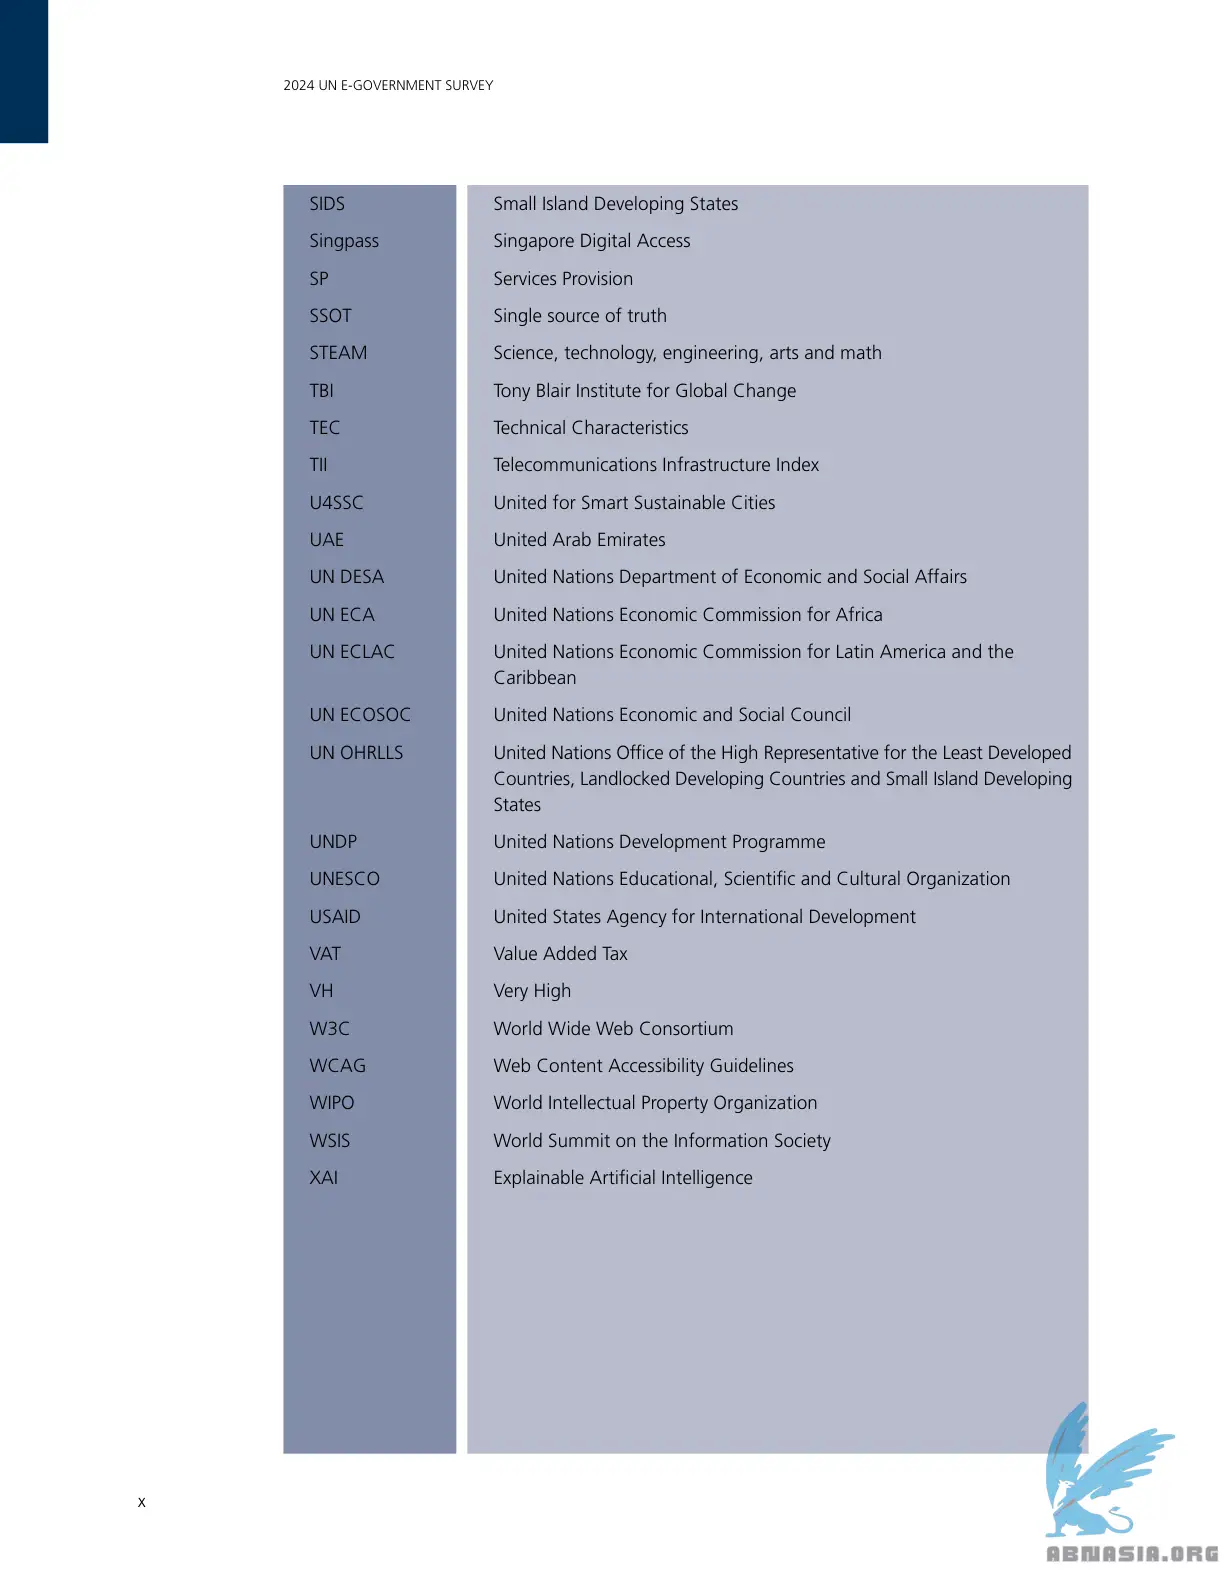 2024 UN E-GOVERNMENT SURVEY
SIDS Small Island Developing States
Singpass Singapore Digital Access
SP Services Provision
SSOT Single source of truth
STEAM Science, technology, engineering, arts and math
TBI Tony Blair Institute for Global Change
TEC Technical Characteristics
TII Telecommunications Infrastructure Index
U4SSC United for Smart Sustainable Cities
UAE United Arab Emirates
UN DESA United Nations Department of Economic and Social Affairs
UN ECA United Nations Economic Commission for Africa
UN ECLAC United Nations Economic Commission for Latin America and the
Caribbean
UN ECOSOC United Nations Economic and Social Council
UN OHRLLS United Nations Office of the High Representative for the Least Developed
Countries, Landlocked Developing Countries and Small Island Developing
States
UNDP United Nations Development Programme
UNESCO United Nations Educational, Scientific and Cultural Organization
USAID United States Agency for International Development
VAT Value Added Tax
VH Very High
W3C World Wide Web Consortium
WCAG Web Content Accessibility Guidelines
WIPO World Intellectual Property Organization
WSIS World Summit on the Information Society
XAI Explainable Artificial Intelligence
x
ABNASIA.ORG